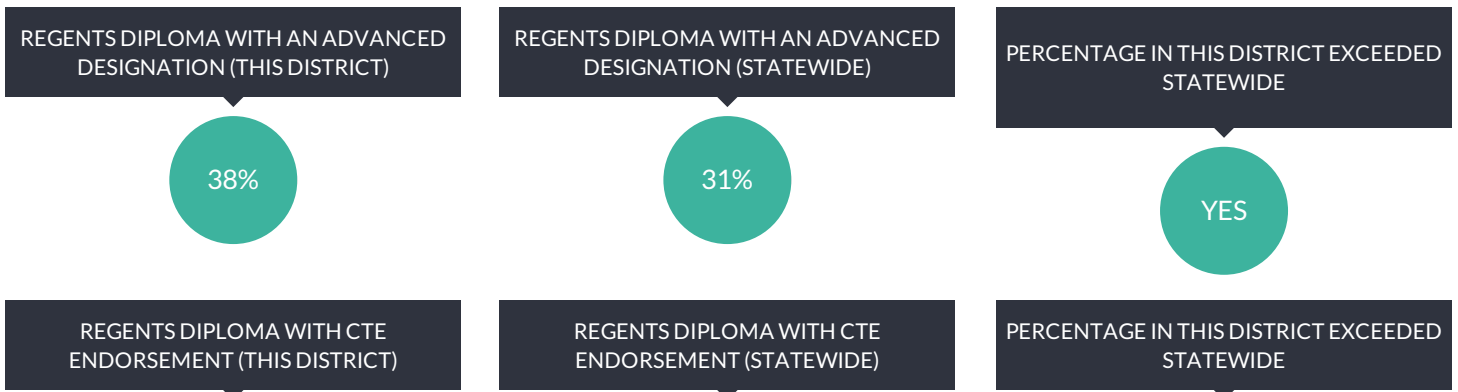 REGENTS DIPLOMA WITH AN ADVANCED
DESIGNATION (THIS DISTRICT)
38%
REGENTS DIPLOMA WITH AN ADVANCED
DESIGNATION (STATEWIDE)
31%
PERCENTAGE IN THIS DISTRICT EXCEEDED
STATEWIDE
YES
REGENTS DIPLOMA WITH CTE
ENDORSEMENT (THIS DISTRICT)
REGENTS DIPLOMA WITH CTE
ENDORSEMENT (STATEWIDE)
PERCENTAGE IN THIS DISTRICT EXCEEDED
STATEWIDE